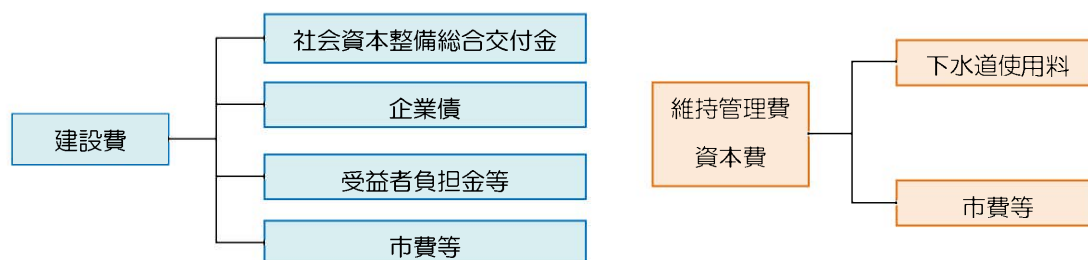 建設費
社会資本整備総合交付金
企業債
受益者負担金等
市費等
維持管理費
資本費
下水道使用料
市費等